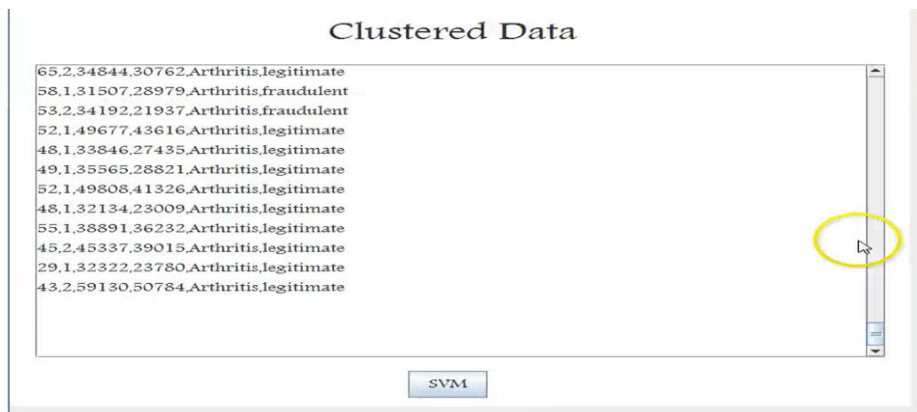 Clustered Data
65,2,34844,30762,Arthritis,legitimate
58,1,31507,28979,Arthritis,fraudulent
53,2,34192,21937,Arthritis,fraudulent
52,1,49677,43616,Arthritis,legitimate
48,1,33846,27435,Arthritis,legitimate
49,1,35565,28821,Arthritis,legitimate
52,1,49808,41326,Arthritis,legitimate
48,1,32134,23009,Arthritis,legitimate
55,1,38891,36232,Arthritis,legitimate
45,2,45337,39015,Arthritis,legitimate
29,1,32322,23780,Arthritis,legitimate
43,2,59130,50784,Arthritis,legitimate
SVM